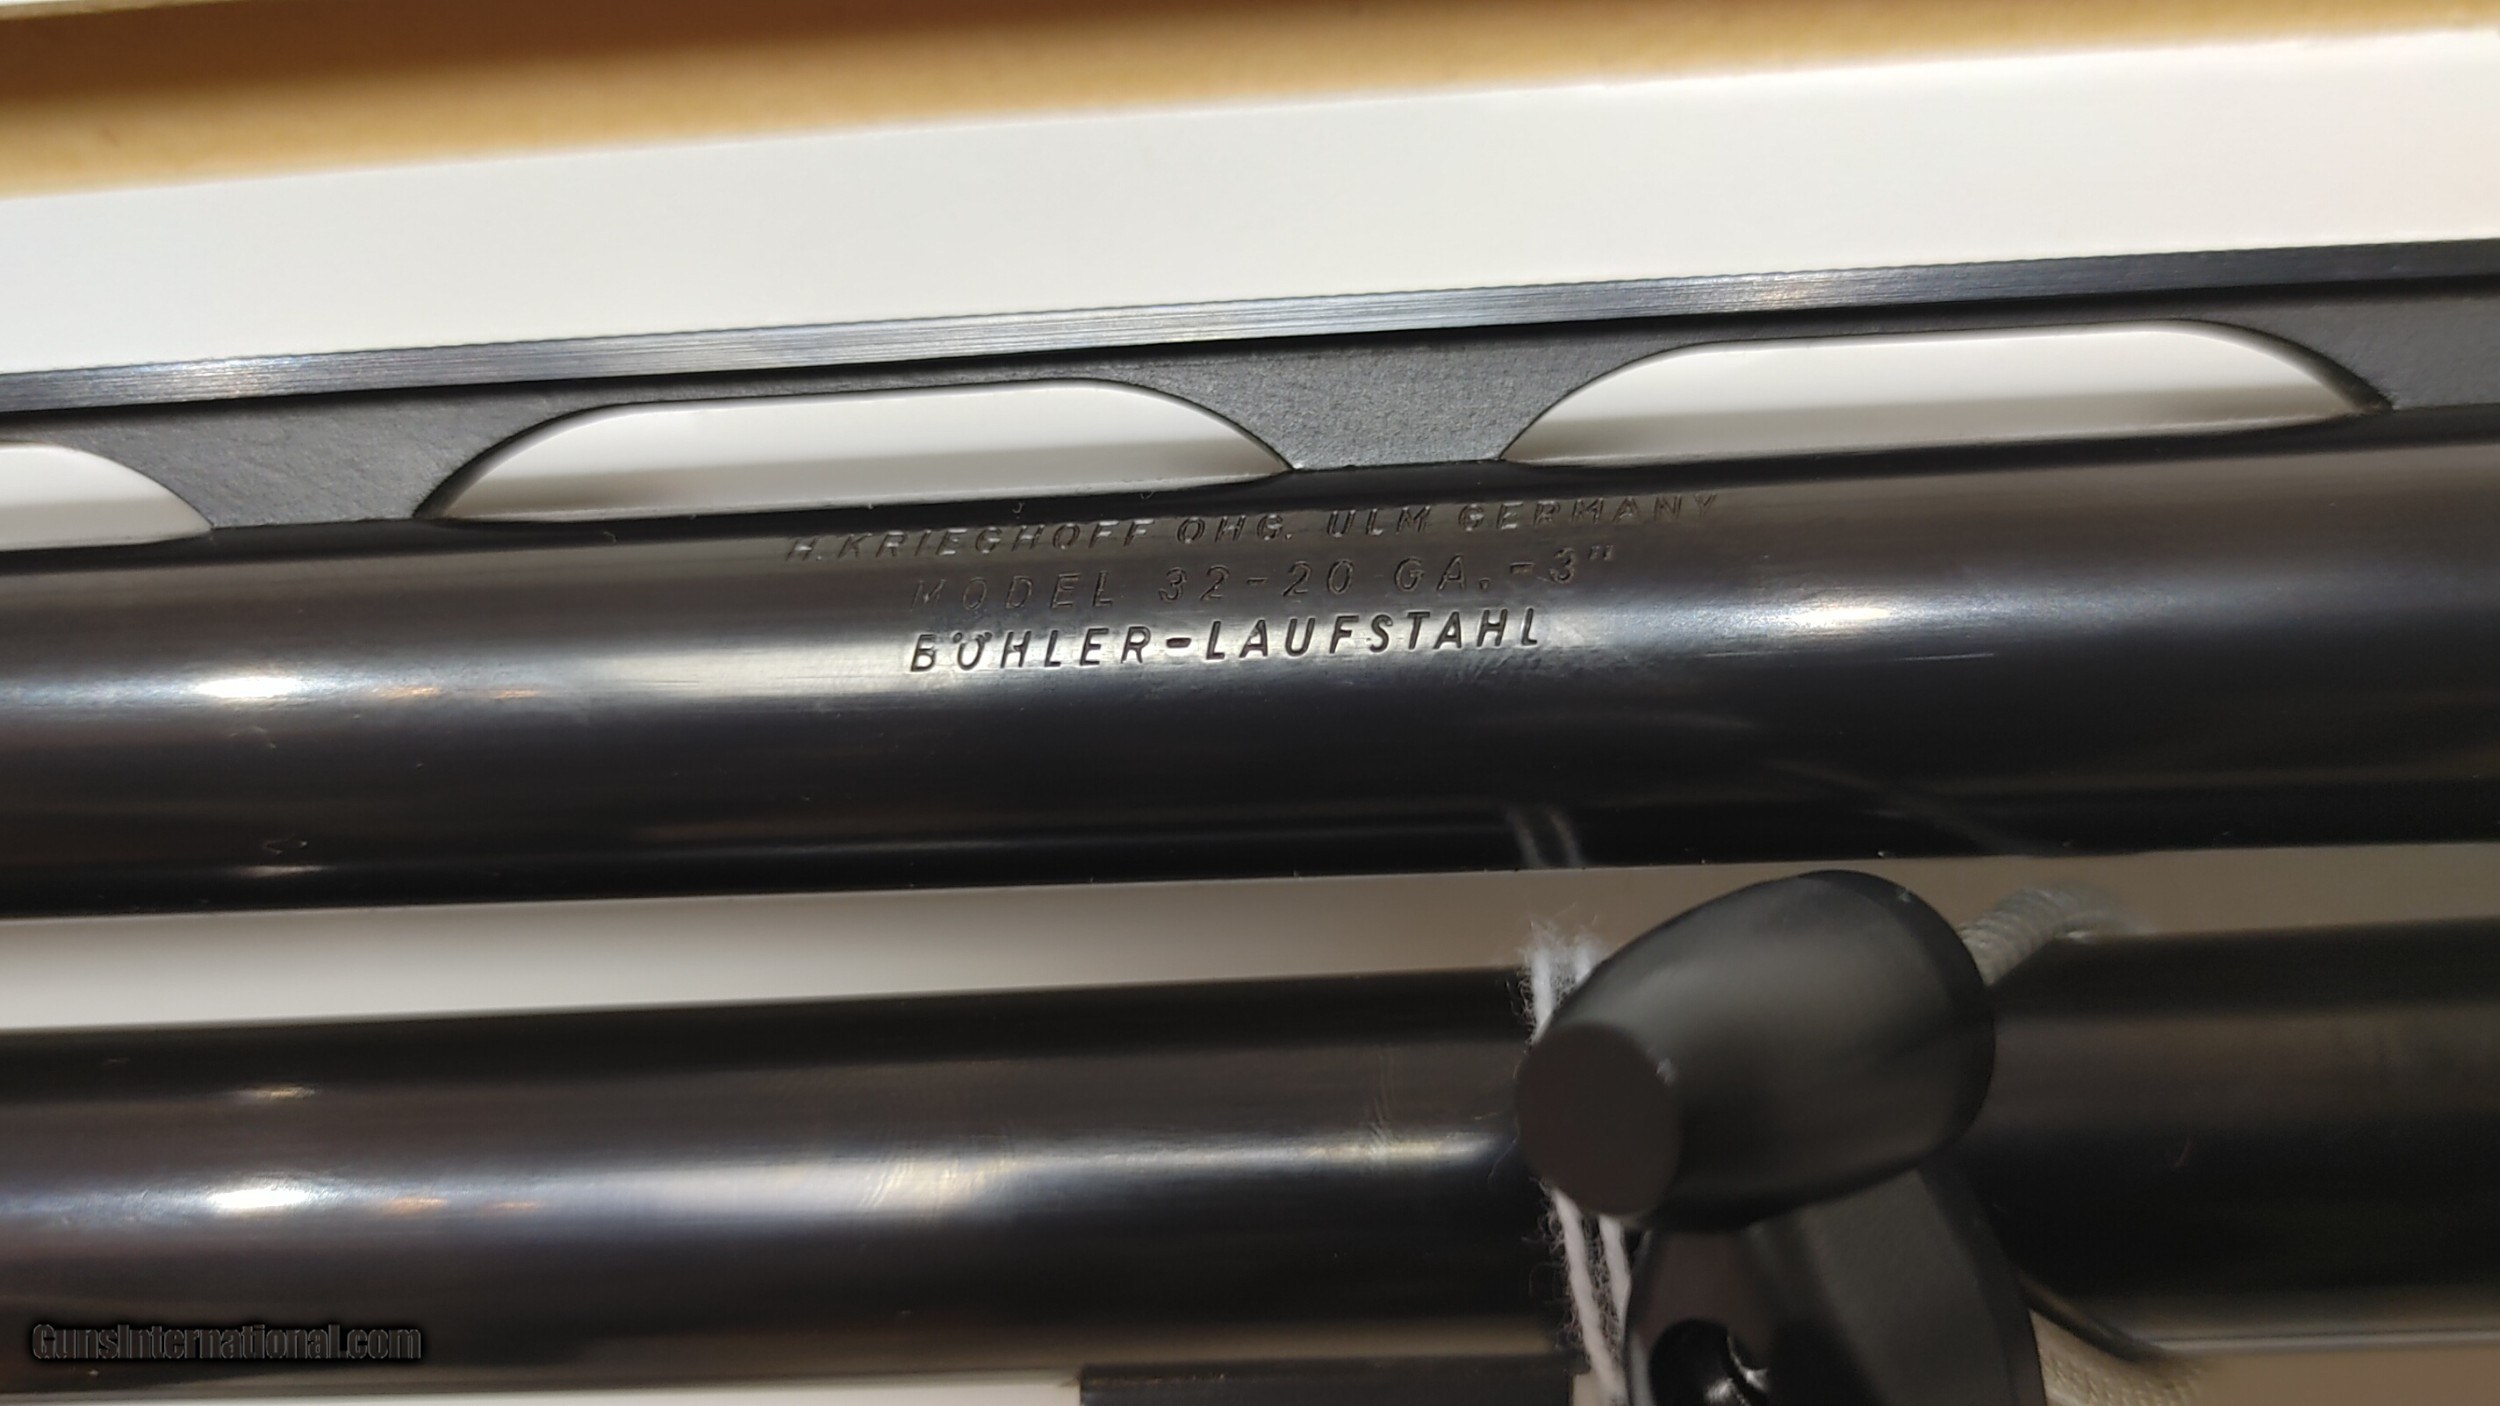 H. KRIEGHOFF OHG. ULM GERMANY
MODEL 32-20 GA.-3"
BÖHLER-LAUFSTAHL
GunsInternational.com